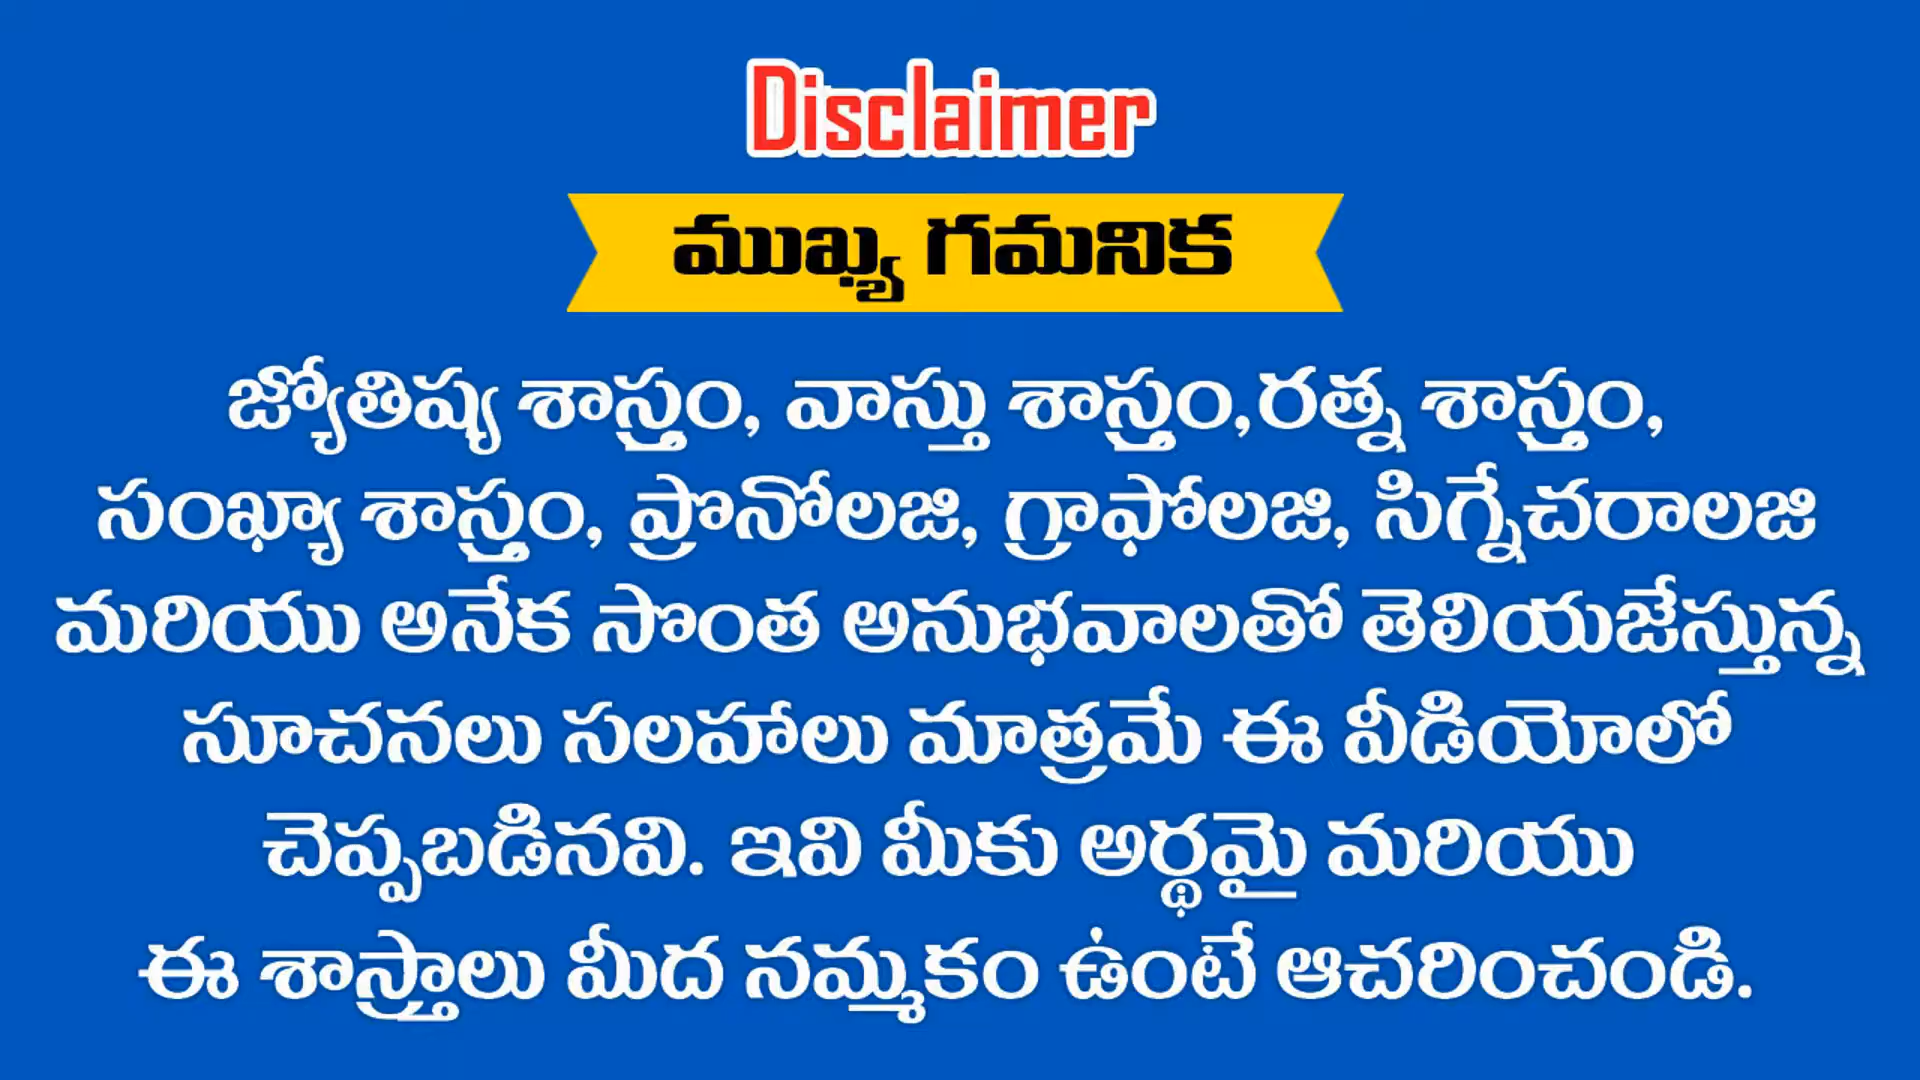 Disclaimer
ముఖ్య గమనిక
జ్యోతిష్య శాస్త్రం, వాస్తు శాస్త్రం,రత్న శాస్త్రం,
సంఖ్యా శాస్త్రం, ప్రొనోలజి, గ్రాఫోలజి, సిగ్నేచరాలజి
మరియు అనేక సొంత అనుభవాలతో తెలియజేస్తున్న
సూచనలు సలహాలు మాత్రమే ఈ వీడియోలో
చెప్పబడినవి. ఇవి మీకు అర్థమై మరియు
ఈ శాస్త్రాలు మీద నమ్మకం ఉంటే ఆచరించండి.